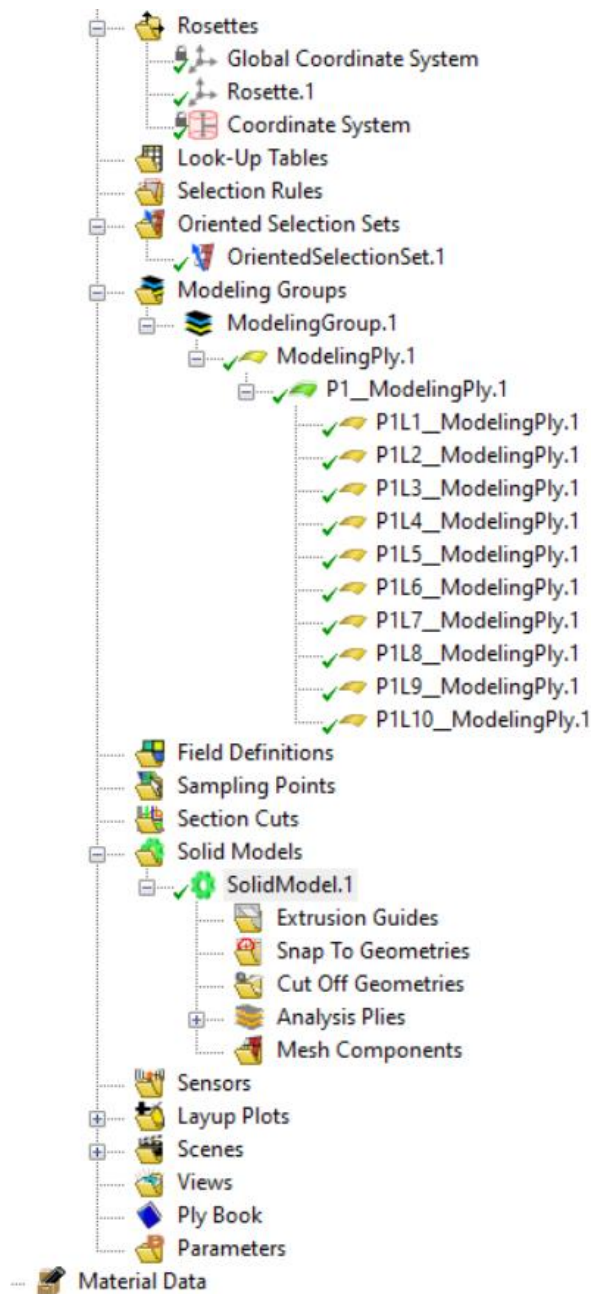 Rosettes
Global Coordinate System
Rosette.1
Coordinate System
Look-Up Tables
Selection Rules
Oriented Selection Sets
OrientedSelectionSet.1
Modeling Groups
ModelingGroup.1
ModelingPly.1
P1__ModelingPly.1
P1L1__ModelingPly.1
P1L2__ModelingPly.1
P1L3__ModelingPly.1
P1L4__ModelingPly.1
P1L5__ModelingPly.1
P1L6__ModelingPly.1
P1L7__ModelingPly.1
P1L8__ModelingPly.1
P1L9__ModelingPly.1
P1L10__ModelingPly.1
Field Definitions
Sampling Points
Section Cuts
Solid Models
SolidModel.1
Extrusion Guides
Snap To Geometries
Cut Off Geometries
Analysis Plies
Mesh Components
Sensors
Layup Plots
Scenes
Views
Ply Book
Parameters
Material Data